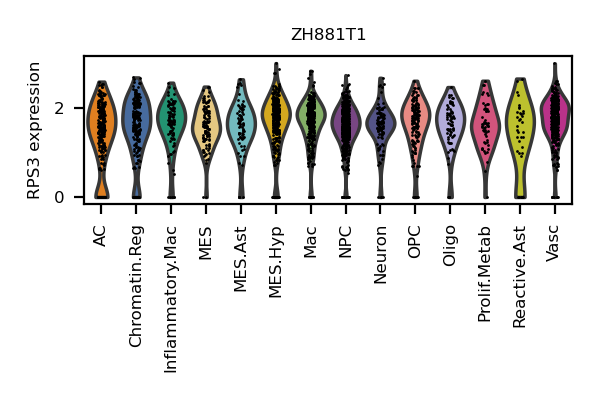 ZH881T1
RPS3 expression
2
0
AC
Chromatin.Reg
Inflammatory.Mac
MES
MES.Ast
MES.Hyp
Mac
NPC
Neuron
OPC
Oligo
Prolif.Metab
Reactive.Ast
Vasc